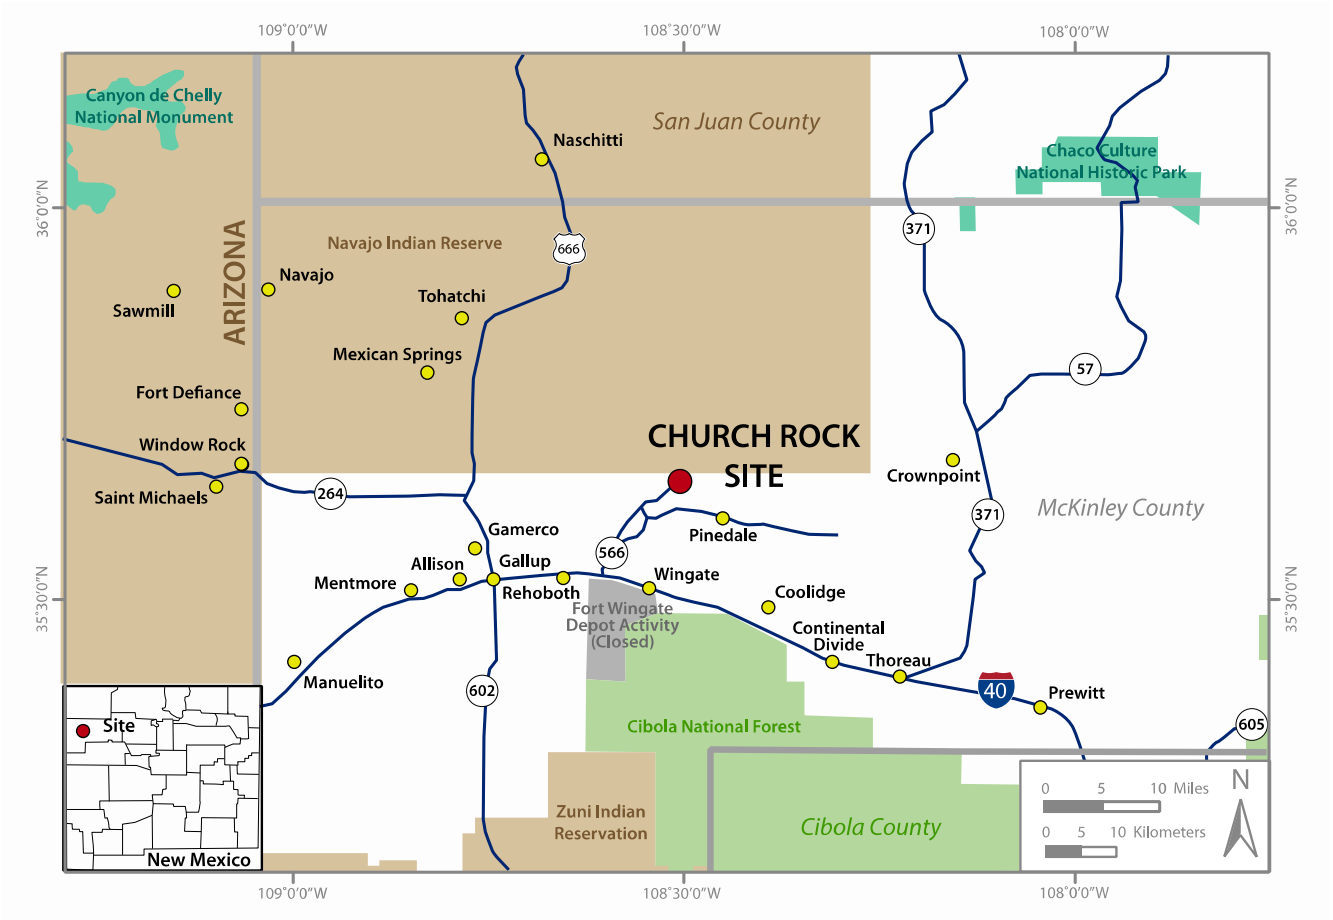 109°0'0"W
108°30'0"W
108°0'0"W
Canyon de Chelly
National Monument
San Juan County
Naschitti
Chaco Culture
National Historic Park
36°0'0"N
36°0'0"N
371
Navajo Indian Reserve
666
ARIZONA
Navajo
Sawmill
Tohatchi
Mexican Springs
57
Fort Defiance
CHURCH ROCK
SITE
Window Rock
Crownpoint
Saint Michaels
264
McKinley County
371
Gamerco
Pinedale
566
Allison
Gallup
Mentmore
Rehoboth
Wingate
Coolidge
35°30'0"N
35°30'0"N
Fort Wingate
Depot Activity
(Closed)
Continental
Divide
Thoreau
Manuelito
602
40
Prewitt
Site
Cibola National Forest
605
Zuni Indian
Reservation
Cibola County
New Mexico
N
0 5 10 Miles
0 5 10 Kilometers
109°0'0"W
108°30'0"W
108°0'0"W